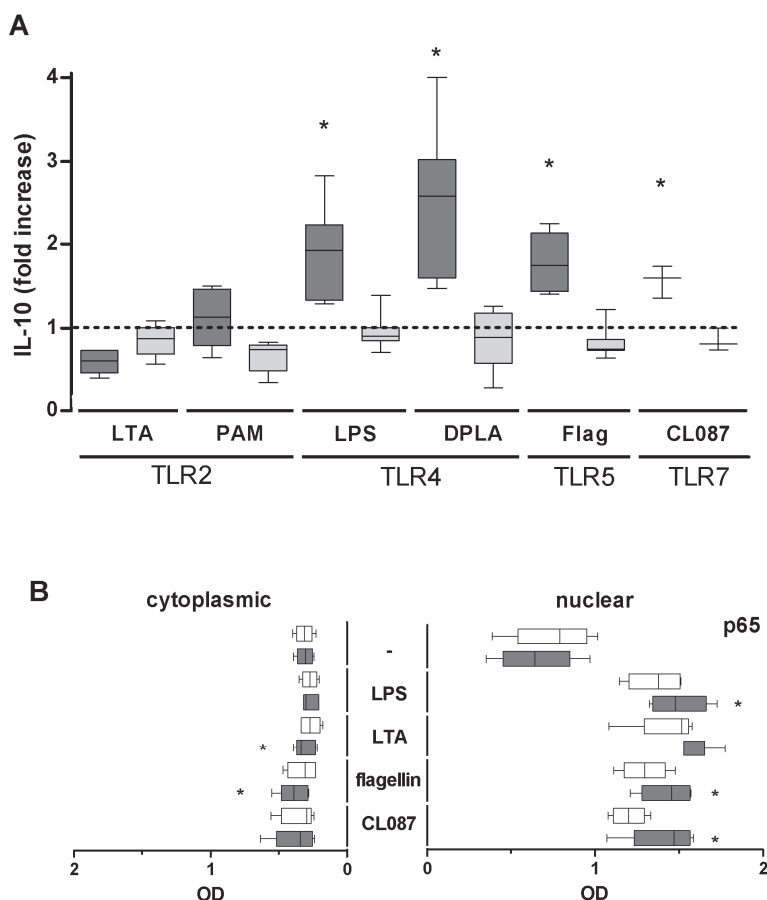 A
IL-10 (fold increase)
4
3
2
1
0
* * * *
LTA PAM LPS DPLA Flag CL087
TLR2 TLR4 TLR5 TLR7
B
cytoplasmic nuclear
p65
-
LPS *
LTA
*
flagellin
* *
CL087
*
2 1 0 0 1 2
OD OD